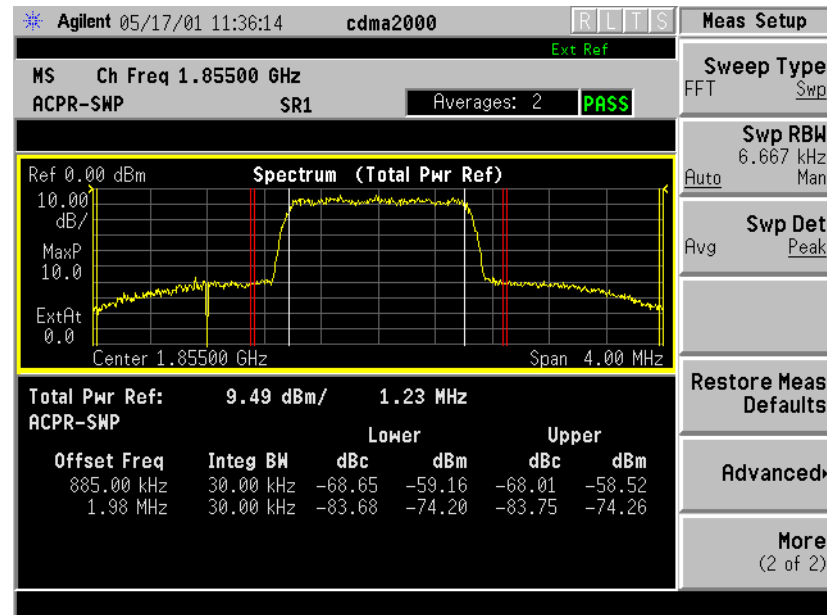 Agilent 05/17/01 11:36:14 cdma2000 R L T S
Ext Ref
MS Ch Freq 1.85500 GHz
ACPR-SWP SR1 Averages: 2 PASS
Ref 0.00 dBm Spectrum (Total Pwr Ref)
10.00
dB/
MaxP
10.0
ExtAt
0.0
Center 1.85500 GHz Span 4.00 MHz
Total Pwr Ref: 9.49 dBm/ 1.23 MHz
ACPR-SWP
Lower Upper
Offset Freq Integ BW dBc dBm dBc dBm
885.00 kHz 30.00 kHz -68.65 -59.16 -68.01 -58.52
1.98 MHz 30.00 kHz -83.68 -74.20 -83.75 -74.26
Meas Setup
Sweep Type
FFT Swp
Swp RBW
6.667 kHz
Auto Man
Swp Det
Avg Peak
Restore Meas
Defaults
Advanced
More
(2 of 2)